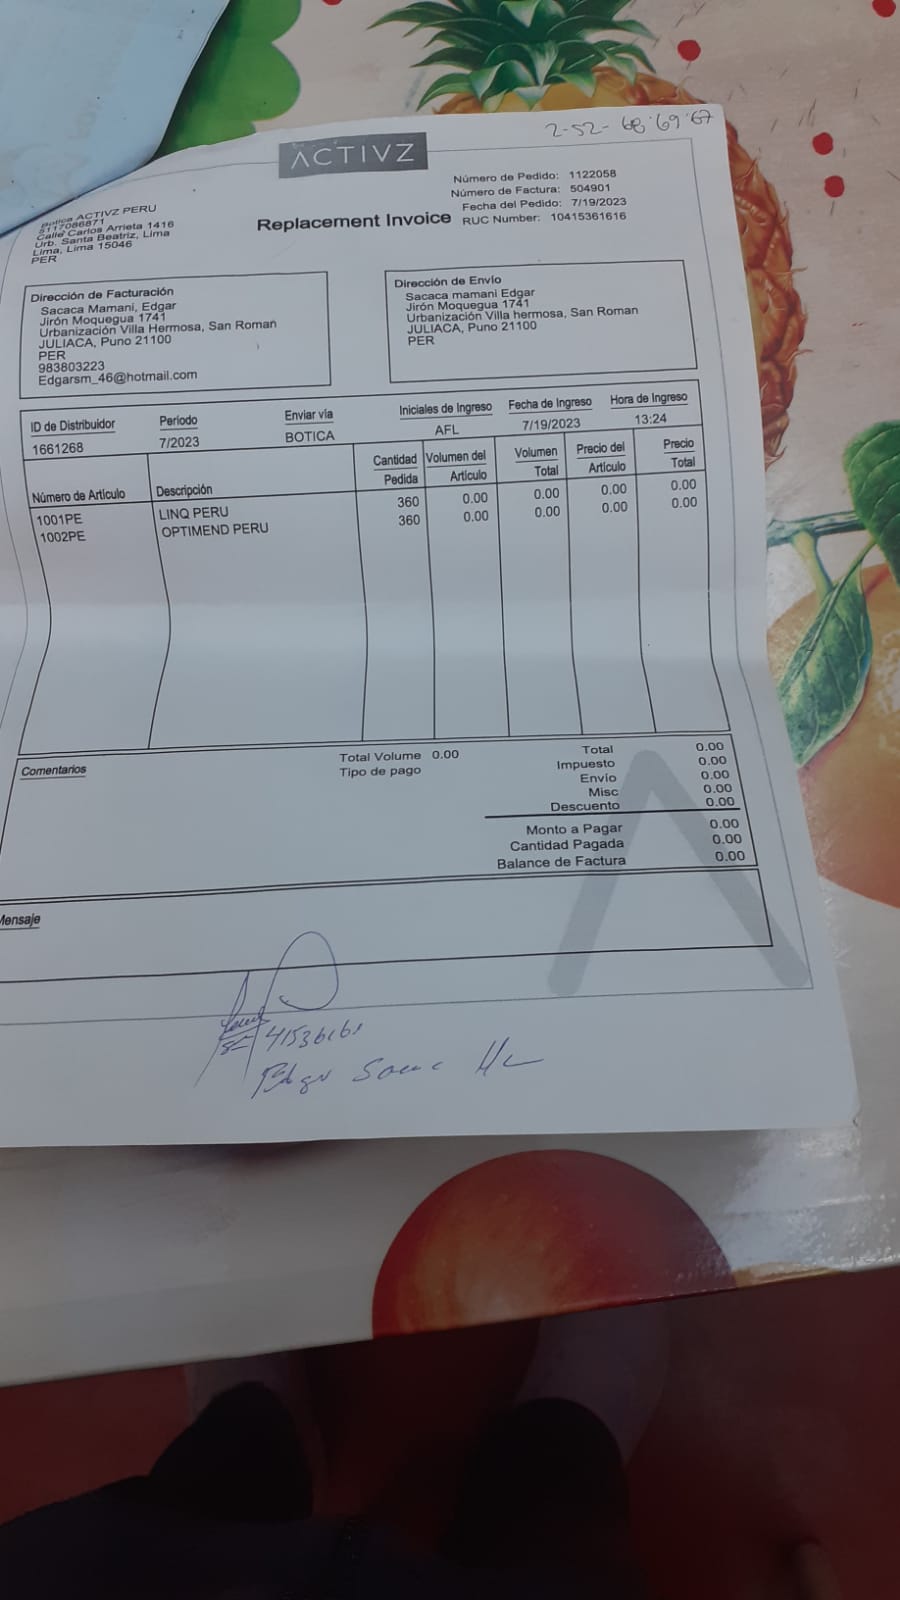 2-52-68'69'67
ACTIVZ
Número de Pedido: 1122058
Número de Factura: 504901
Fecha del Pedido: 7/19/2023
RUC Number: 10415361616
Replacement Invoice
Botica ACTIVZ PERU
5117086871
Calle Carlos Arrieta 1416
Urb. Santa Beatriz, Lima
Lima, Lima 15046
PER
Dirección de Facturación
Sacaca Mamani, Edgar
Jirón Moquegua 1741
Urbanización Villa Hermosa, San Roman
JULIACA, Puno 21100
PER
983803223
Edgarsm_46@hotmail.com
Dirección de Envío
Sacaca mamani Edgar
Jirón Moquegua 1741
Urbanización Villa hermosa, San Roman
JULIACA, Puno 21100
PER
ID de Distribuidor Período Enviar vía Iniciales de Ingreso Fecha de Ingreso Hora de Ingreso
1661268 7/2023 BOTICA AFL 7/19/2023 13:24
Número de Artículo Descripción Cantidad Pedida Volumen del Artículo Volumen Total Precio del Artículo Precio Total
1001PE LINQ PERU 360 0.00 0.00 0.00 0.00
1002PE OPTIMEND PERU 360 0.00 0.00 0.00 0.00
Comentarios
Total Volume 0.00
Tipo de pago
Total 0.00
Impuesto 0.00
Envío 0.00
Misc 0.00
Descuento 0.00
Monto a Pagar 0.00
Cantidad Pagada 0.00
Balance de Factura 0.00
Mensaje